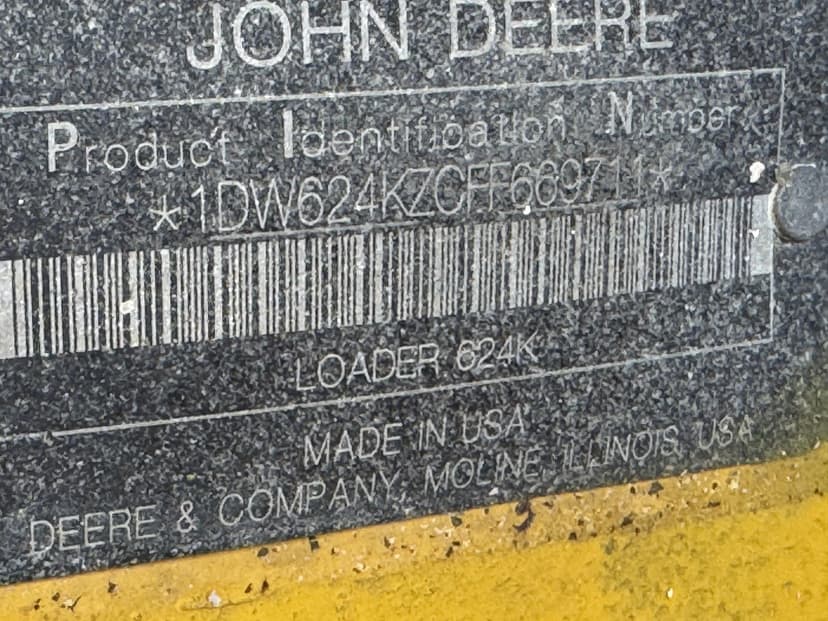 JOHN DEERE
Product Identification Number
*1DW624KZCFF669711*
LOADER 624K
MADE IN USA
DEERE & COMPANY, MOLINE, ILLINOIS, USA